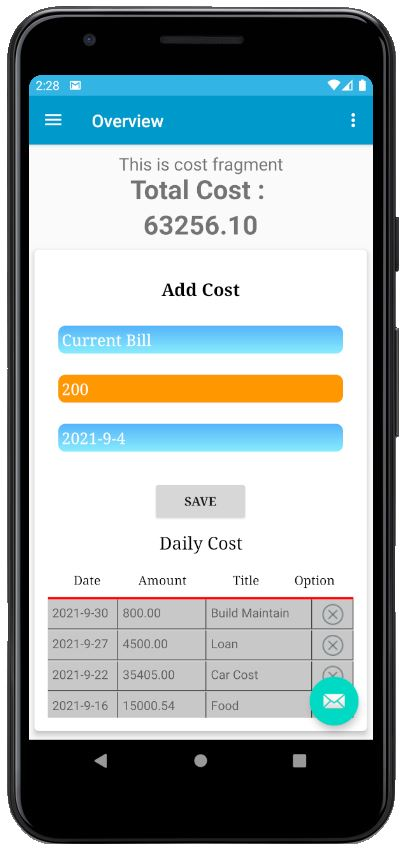 2:28
Overview
This is cost fragment
Total Cost :
63256.10
Add Cost
Current Bill
200
2021-9-4
SAVE
Daily Cost
Date Amount Title Option
2021-9-30 800.00 Build Maintain
2021-9-27 4500.00 Loan
2021-9-22 35405.00 Car Cost
2021-9-16 15000.54 Food